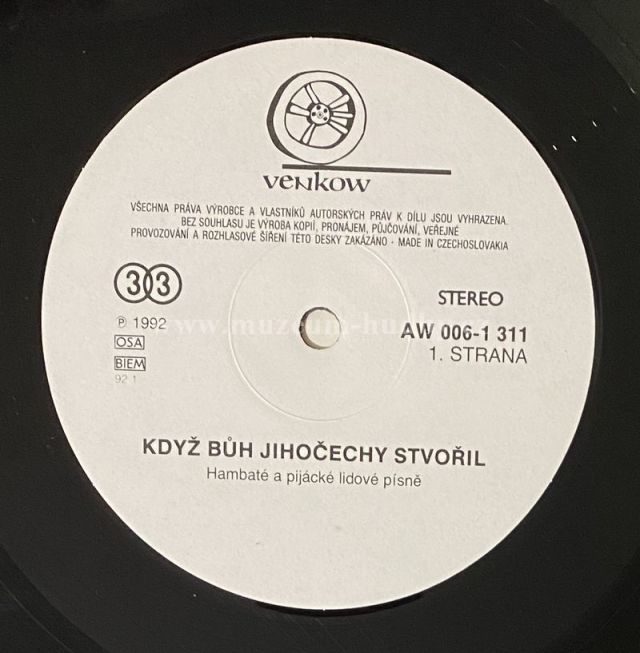 VENKOW
VŠECHNA PRÁVA VÝROBCE A VLASTNÍKŮ AUTORSKÝCH PRÁV K DÍLU JSOU VYHRAZENA.
BEZ SOUHLASU JE VÝROBA KOPIÍ, PRONÁJEM, PŮJČOVÁNÍ, VEŘEJNÉ
PROVOZOVÁNÍ A ROZHLASOVÉ ŠÍŘENÍ TÉTO DESKY ZAKÁZÁNO · MADE IN CZECHOSLOVAKIA
33
STEREO
℗ 1992
AW 006-1 311
OSA
1. STRANA
BIEM
92 1
KDYŽ BŮH JIHOČECHY STVOŘIL
Hambaté a pijácké lidové písně